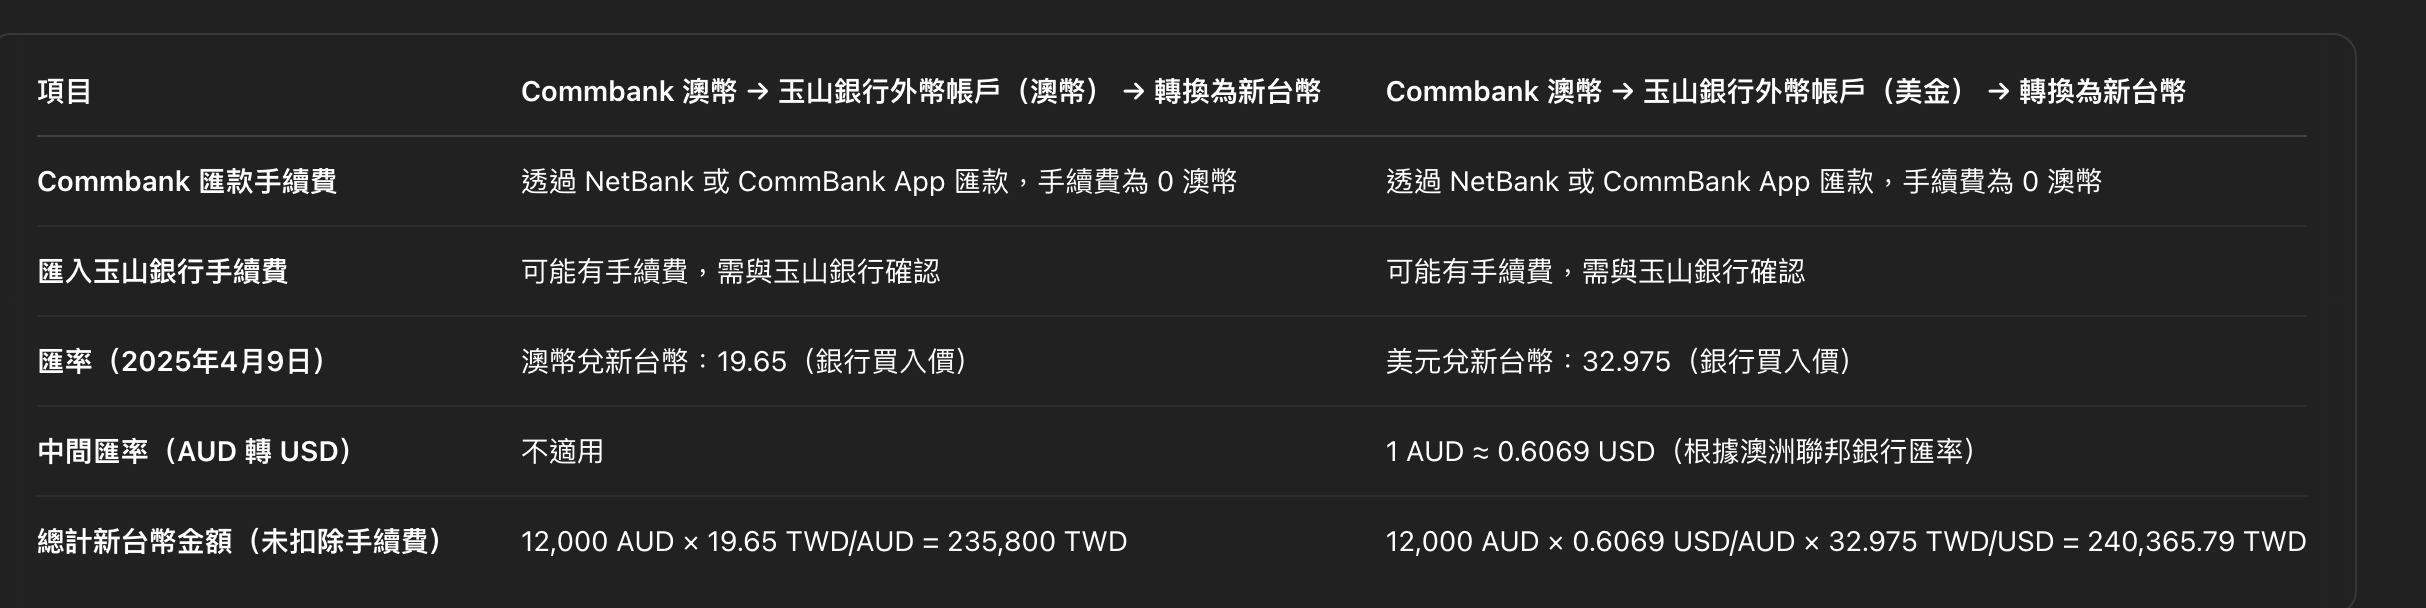 項目 Commbank 澳幣 → 玉山銀行外幣帳戶（澳幣） → 轉換為新台幣 Commbank 澳幣 → 玉山銀行外幣帳戶（美金） → 轉換為新台幣
Commbank 匯款手續費 透過 NetBank 或 CommBank App 匯款，手續費為 0 澳幣 透過 NetBank 或 CommBank App 匯款，手續費為 0 澳幣
匯入玉山銀行手續費 可能有手續費，需與玉山銀行確認 可能有手續費，需與玉山銀行確認
匯率（2025年4月9日） 澳幣兌新台幣：19.65（銀行買入價） 美元兌新台幣：32.975（銀行買入價）
中間匯率（AUD 轉 USD） 不適用 1 AUD ≈ 0.6069 USD（根據澳洲聯邦銀行匯率）
總計新台幣金額（未扣除手續費） 12,000 AUD × 19.65 TWD/AUD = 235,800 TWD 12,000 AUD × 0.6069 USD/AUD × 32.975 TWD/USD = 240,365.79 TWD